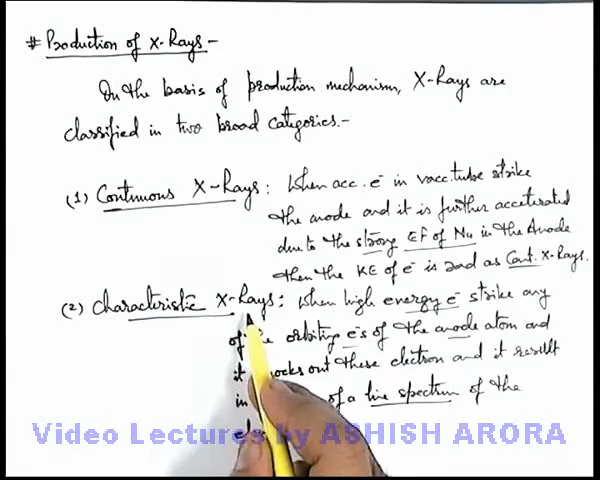 # Production of X-Rays -
On the basis of production mechanism, X-Rays are
classified in two broad categories.-
(1) Continuous X-Rays : When acc. e⁻ in vacc.tube strike
the anode and it is further accelerated
due to the strong EF of Nu in the Anode
then the KE of e⁻ is rad as Cont. X-Rays.
(2) Characteristic X-Rays : When high energy e⁻ strike any
of orbiting e⁻s of the anode atom and
it knocks out these electron and it result
in of a line spectrum of the
Video Lectures by ASHISH ARORA